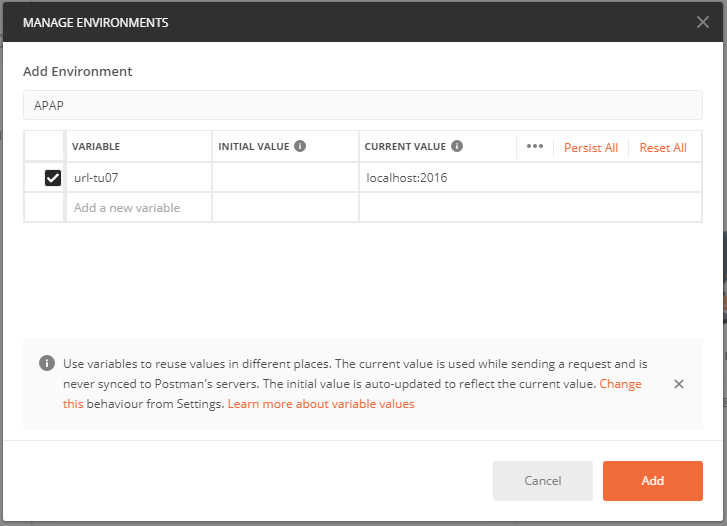 MANAGE ENVIRONMENTS
Add Environment
APAP
VARIABLE INITIAL VALUE CURRENT VALUE Persist All Reset All
url-tu07 localhost:2016
Add a new variable
Use variables to reuse values in different places. The current value is used while sending a request and is
never synced to Postman's servers. The initial value is auto-updated to reflect the current value. Change
this behaviour from Settings. Learn more about variable values
Cancel Add